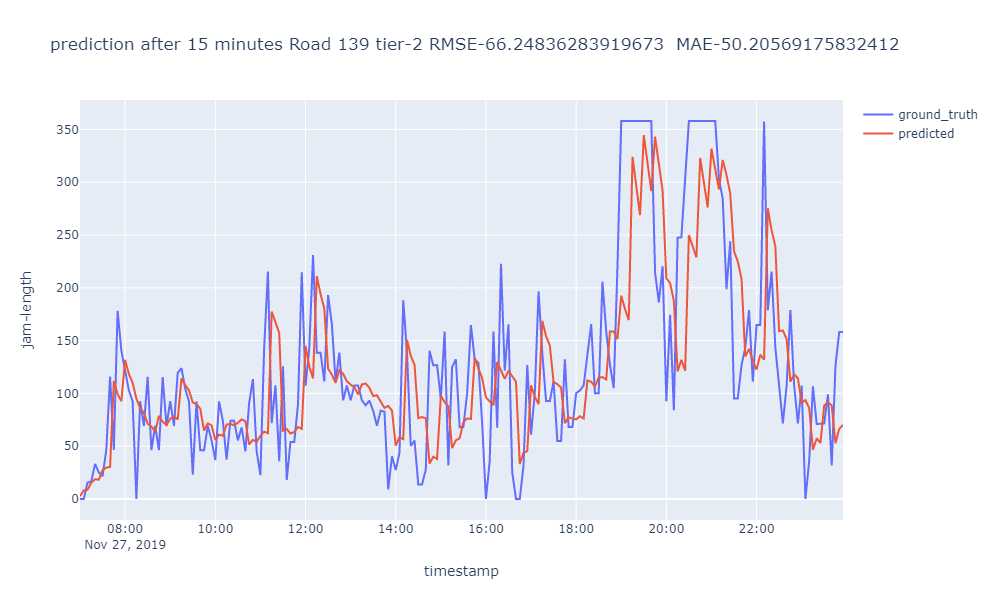 prediction after 15 minutes Road 139 tier-2 RMSE-66.24836283919673 MAE-50.20569175832412
ground_truth
predicted
350
300
250
200
150
100
50
0
jam-length
08:00 10:00 12:00 14:00 16:00 18:00 20:00 22:00
Nov 27, 2019
timestamp